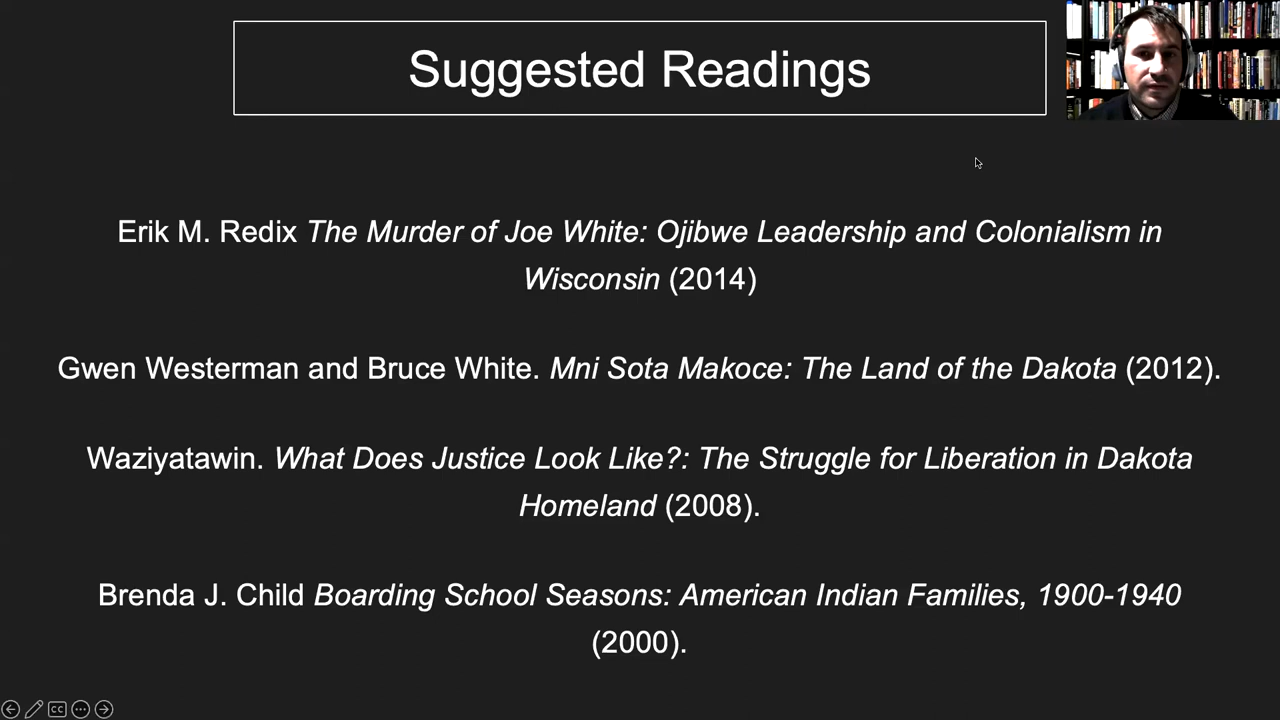 Suggested Readings
Erik M. Redix The Murder of Joe White: Ojibwe Leadership and Colonialism in
Wisconsin (2014)
Gwen Westerman and Bruce White. Mni Sota Makoce: The Land of the Dakota (2012).
Waziyatawin. What Does Justice Look Like?: The Struggle for Liberation in Dakota
Homeland (2008).
Brenda J. Child Boarding School Seasons: American Indian Families, 1900-1940
(2000).
CC